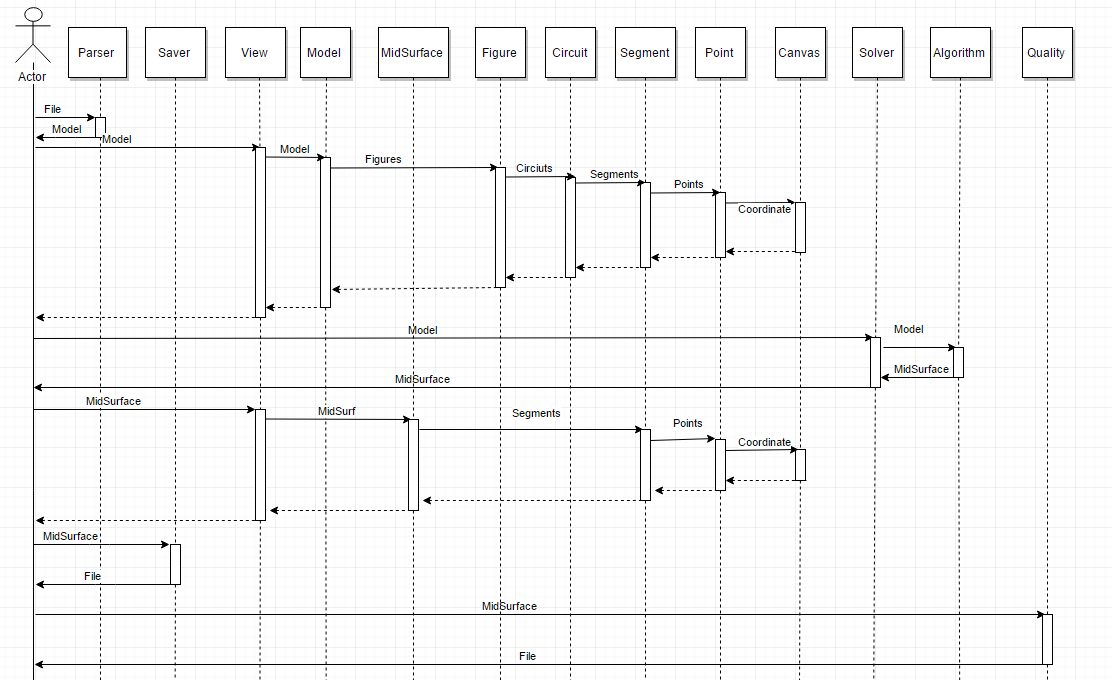 Actor
Parser
Saver
View
Model
MidSurface
Figure
Circuit
Segment
Point
Canvas
Solver
Algorithm
Quality
File
Model
Model
Model
Figures
Circiuts
Segments
Points
Coordinate
Model
Model
MidSurface
MidSurface
MidSurface
MidSurf
Segments
Points
Coordinate
MidSurface
File
MidSurface
File